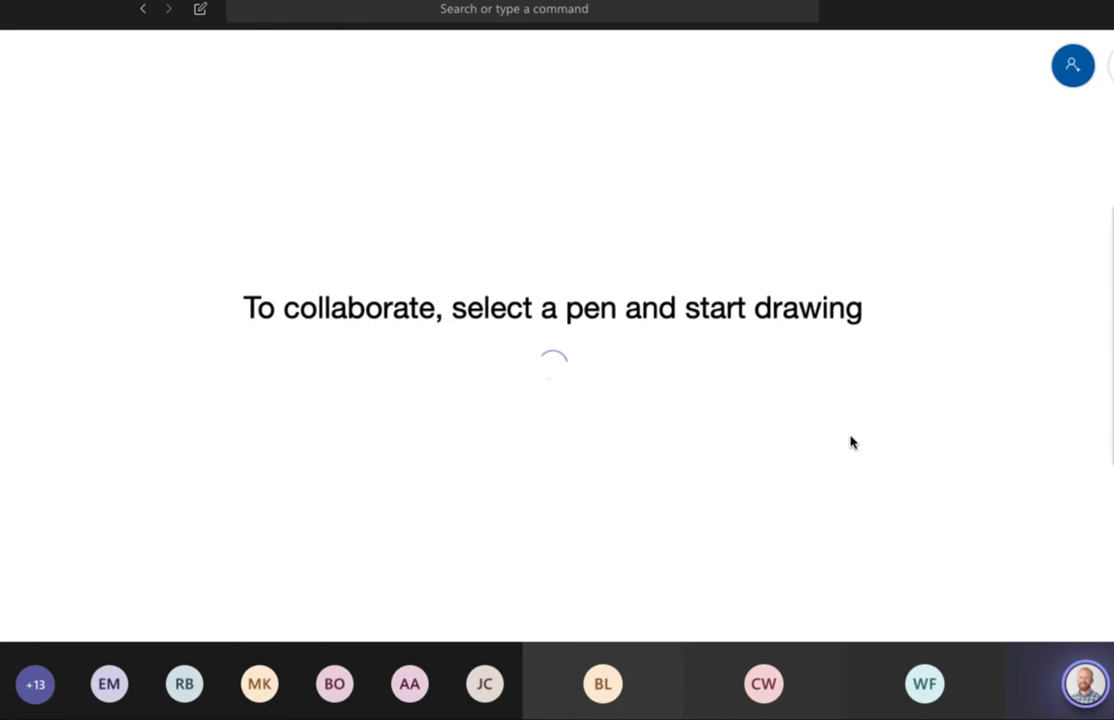 Search or type a command
To collaborate, select a pen and start drawing
+13 EM RB MK BO AA JC BL CW WF